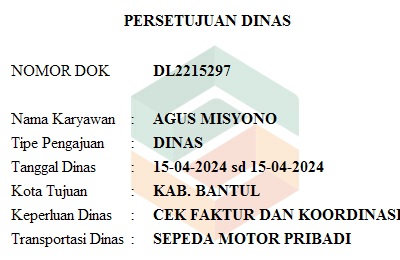 PERSETUJUAN DINAS
NOMOR DOK DL2215297
Nama Karyawan : AGUS MISYONO
Tipe Pengajuan : DINAS
Tanggal Dinas : 15-04-2024 sd 15-04-2024
Kota Tujuan : KAB. BANTUL
Keperluan Dinas : CEK FAKTUR DAN KOORDINASI
Transportasi Dinas : SEPEDA MOTOR PRIBADI